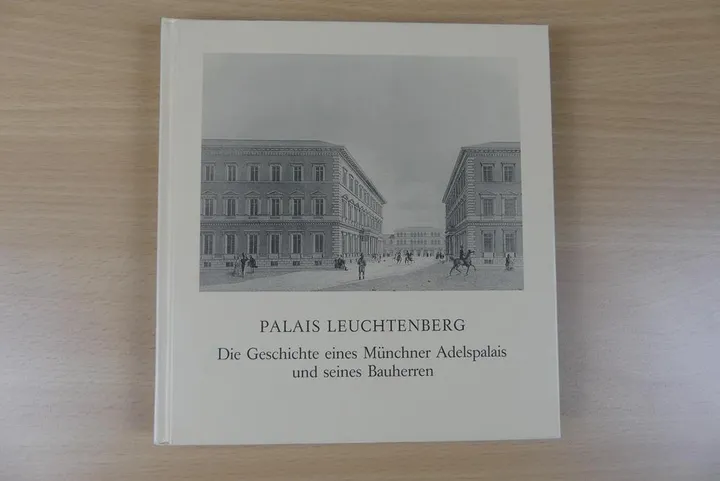 PALAIS LEUCHTENBERG
Die Geschichte eines Münchner Adelspalais
und seines Bauherren